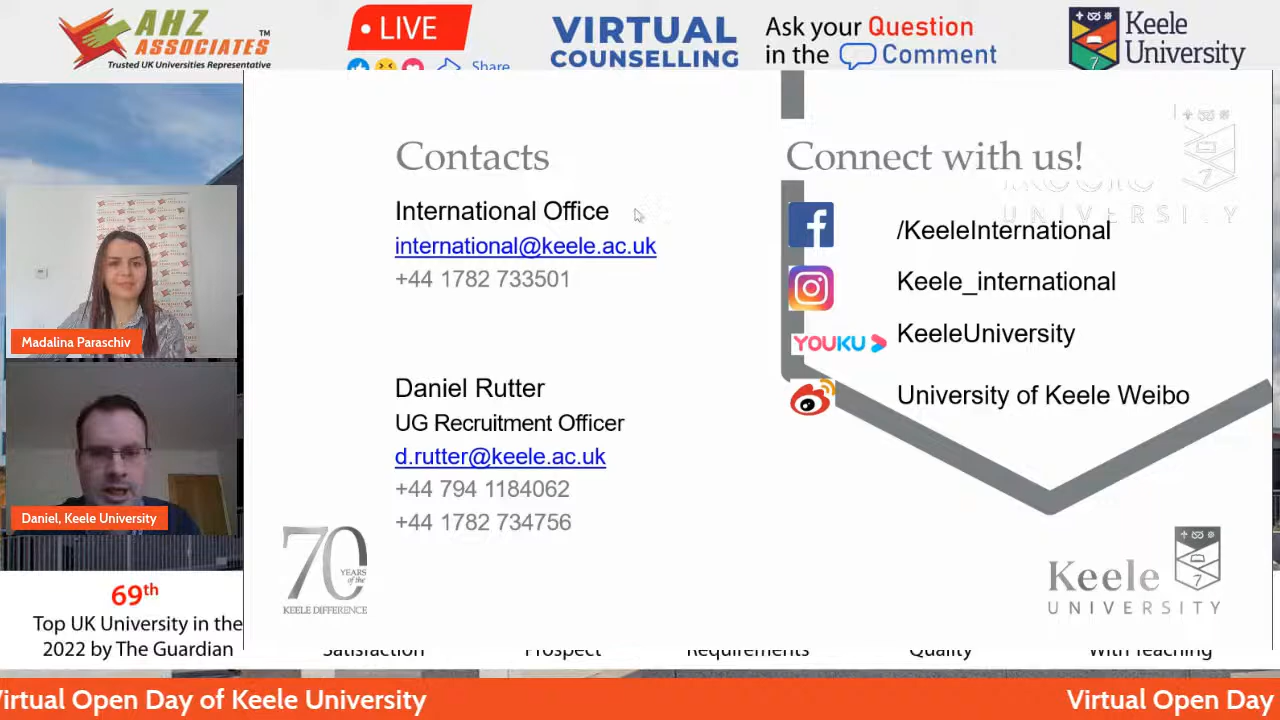 AHZ
ASSOCIATES
TM
Trusted UK Universities Representative
LIVE
Share
VIRTUAL
COUNSELLING
Ask your Question
in the Comment
Keele
University
Contacts
International Office
international@keele.ac.uk
+44 1782 733501
Daniel Rutter
UG Recruitment Officer
d.rutter@keele.ac.uk
+44 794 1184062
+44 1782 734756
Connect with us!
UNIVERSITY
/KeeleInternational
Keele_international
YOUKU
KeeleUniversity
University of Keele Weibo
Madalina Paraschiv
Daniel, Keele University
70
YEARS
of the
KEELE DIFFERENCE
Keele
UNIVERSITY
69th
Top UK University in the
2022 by The Guardian
Satisfaction
Prospect
Requirements
Quality
With Teaching
Virtual Open Day of Keele University
Virtual Open Day